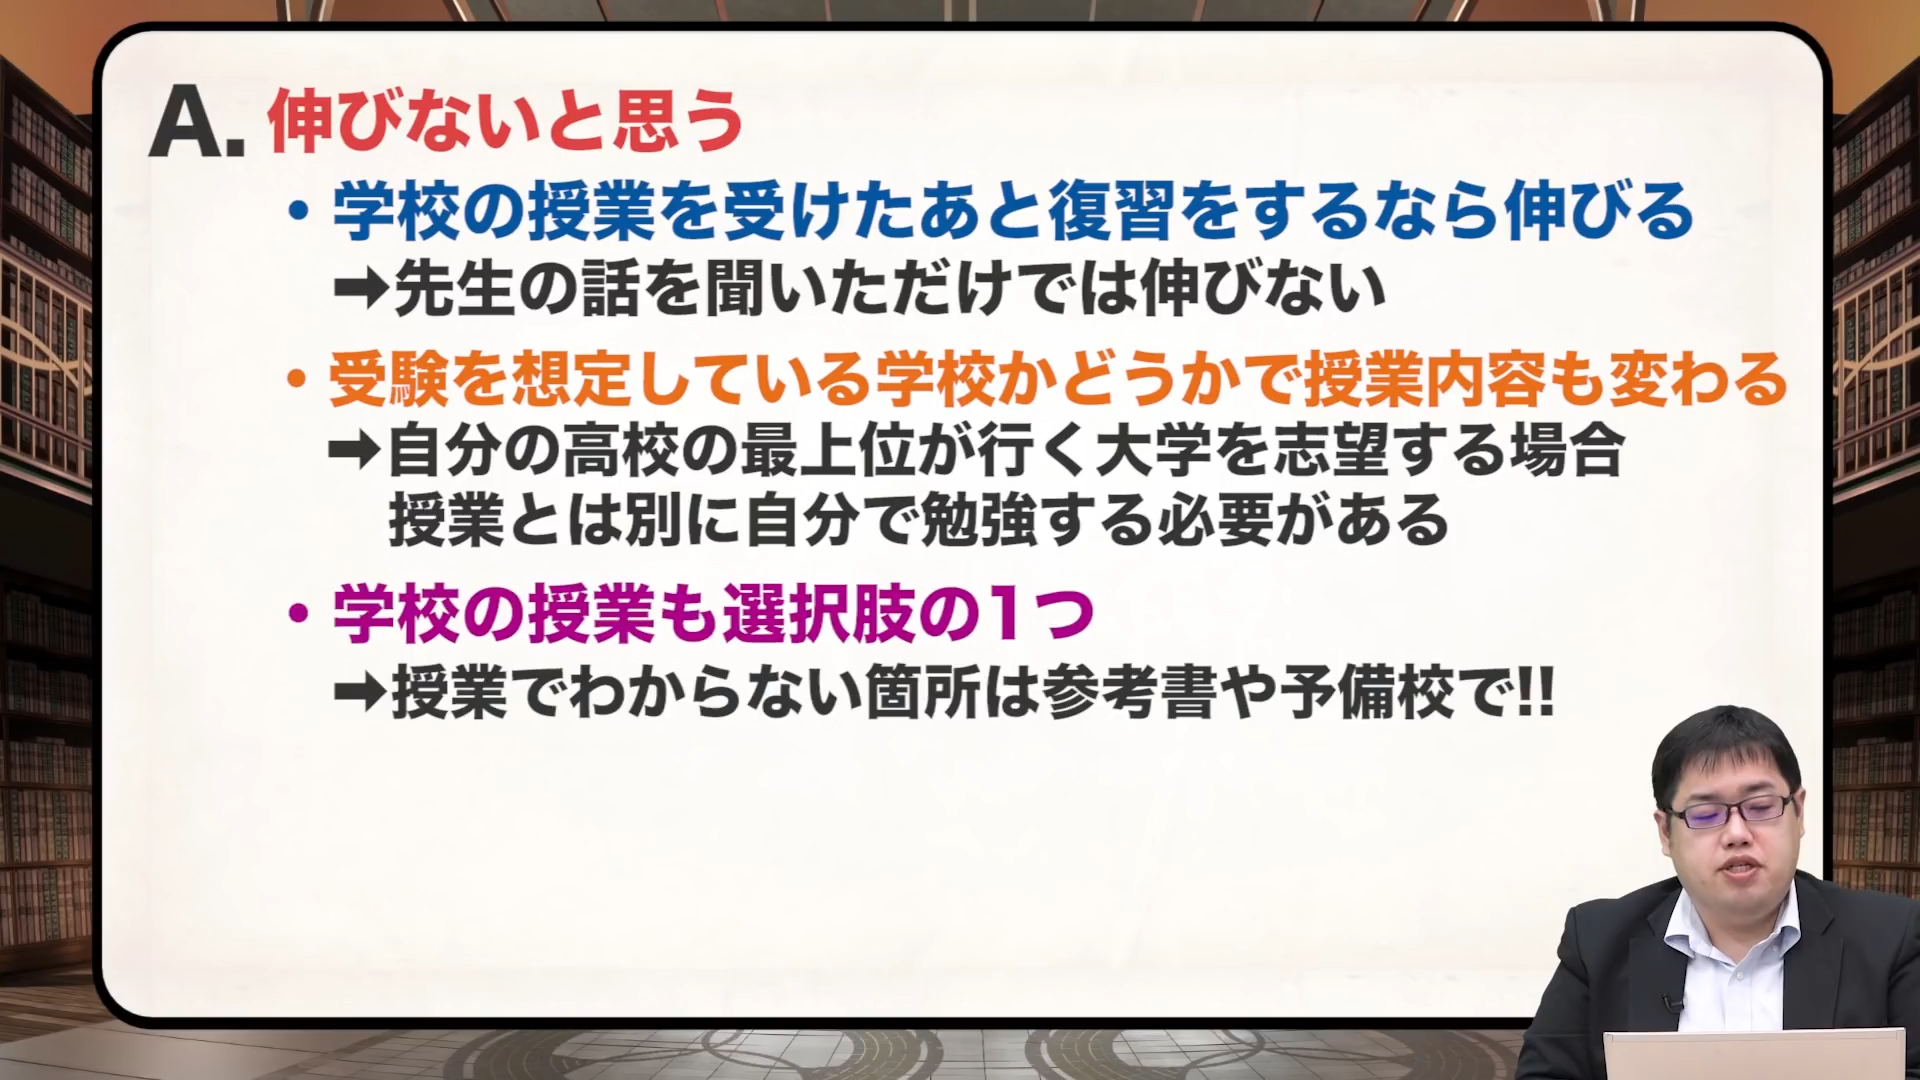 A. 伸びないと思う
・学校の授業を受けたあと復習をするなら伸びる
➡先生の話を聞いただけでは伸びない
・受験を想定している学校かどうかで授業内容も変わる
➡自分の高校の最上位が行く大学を志望する場合
授業とは別に自分で勉強する必要がある
・学校の授業も選択肢の1つ
➡授業でわからない箇所は参考書や予備校で!!